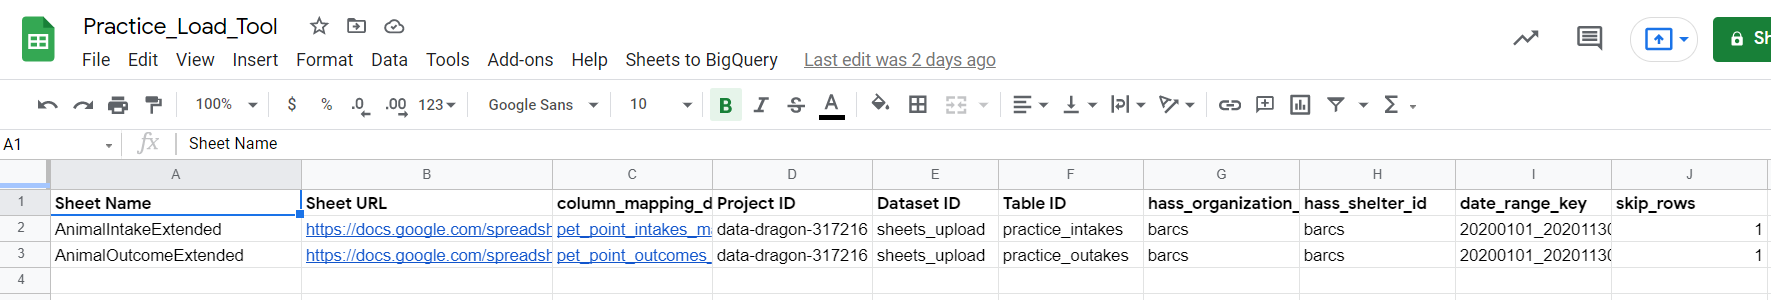 Practice_Load_Tool
File Edit View Insert Format Data Tools Add-ons Help Sheets to BigQuery Last edit was 2 days ago
100% $ % .0 .00 123 Google Sans 10 B I S A Σ
A1 fx Sheet Name
A B C D E F G H I J
1 Sheet Name Sheet URL column_mapping_d Project ID Dataset ID Table ID hass_organization_ hass_shelter_id date_range_key skip_rows
2 AnimalIntakeExtended https://docs.google.com/spreadsh pet_point_intakes_m data-dragon-317216 sheets_upload practice_intakes barcs barcs 20200101_20201130 1
3 AnimalOutcomeExtended https://docs.google.com/spreadsh pet_point_outcomes_ data-dragon-317216 sheets_upload practice_outakes barcs barcs 20200101_20201130 1
4